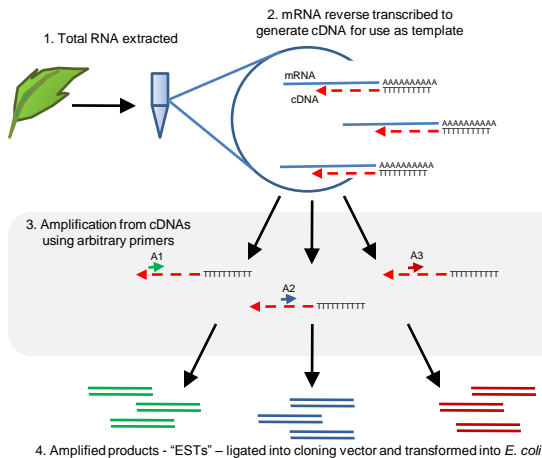 2. mRNA reverse transcribed to
generate cDNA for use as template
1. Total RNA extracted
mRNA
AAAAAAAAAA
cDNA
TTTTTTTTTT
AAAAAAAAAA
TTTTTTTTTT
AAAAAAAAAA
TTTTTTTTTT
3. Amplification from cDNAs
using arbitrary primers
A1
TTTTTTTTTT
A3
TTTTTTTTTT
A2
TTTTTTTTTT
4. Amplified products - “ESTs” – ligated into cloning vector and transformed into E. coli